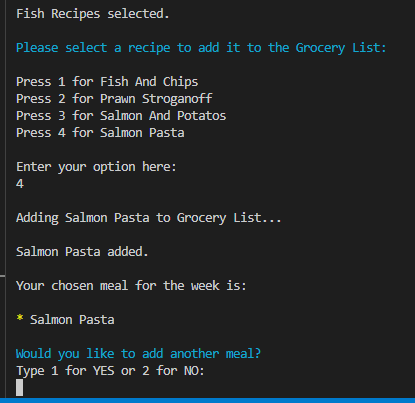 Fish Recipes selected.
Please select a recipe to add it to the Grocery List:
Press 1 for Fish And Chips
Press 2 for Prawn Stroganoff
Press 3 for Salmon And Potatos
Press 4 for Salmon Pasta
Enter your option here:
4
Adding Salmon Pasta to Grocery List...
Salmon Pasta added.
Your chosen meal for the week is:
* Salmon Pasta
Would you like to add another meal?
Type 1 for YES or 2 for NO: